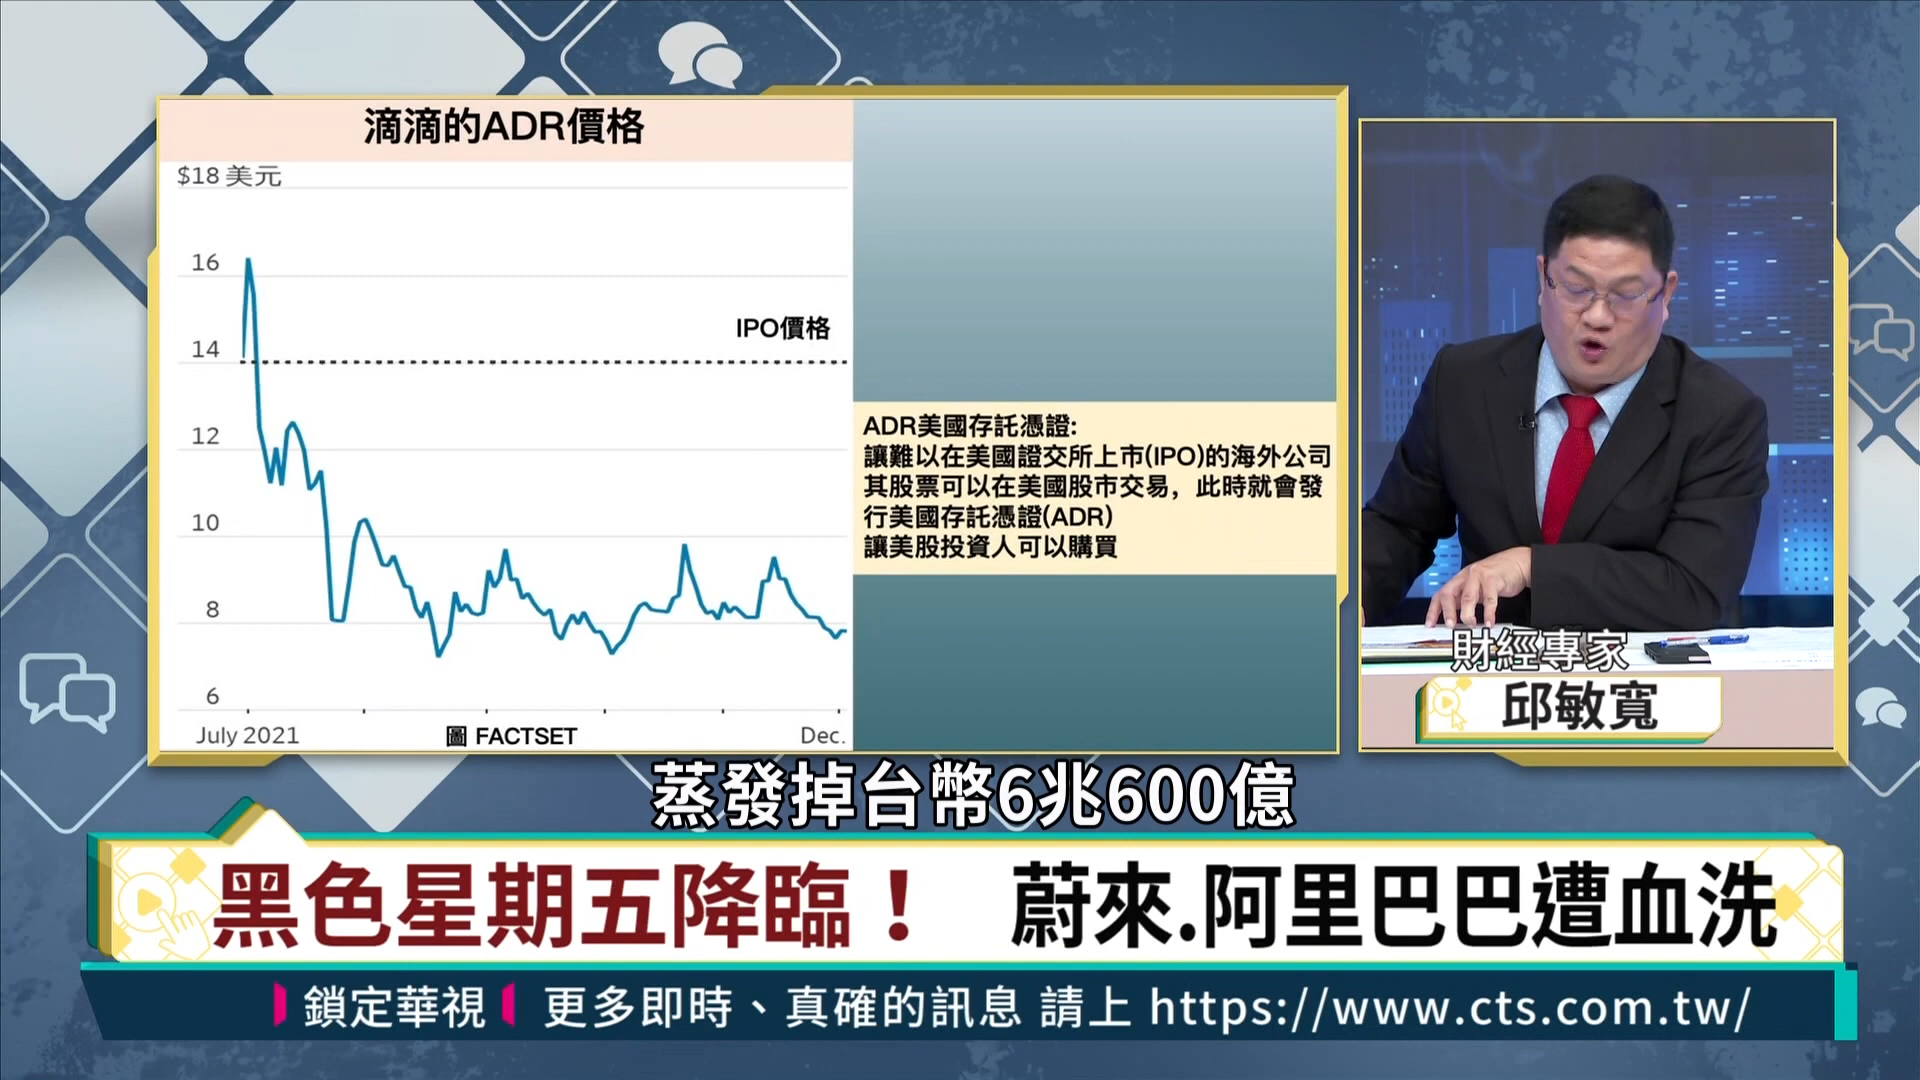 滴滴的ADR價格
$18 美元
16
14
12
10
8
6
IPO價格
July 2021
圖 FACTSET
Dec.
ADR美國存託憑證:
讓難以在美國證交所上市(IPO)的海外公司
其股票可以在美國股市交易，此時就會發
行美國存託憑證(ADR)
讓美股投資人可以購買
財經專家
邱敏寬
蒸發掉台幣6兆600億
黑色星期五降臨！ 蔚來.阿里巴巴遭血洗
鎖定華視 更多即時、真確的訊息 請上 https://www.cts.com.tw/